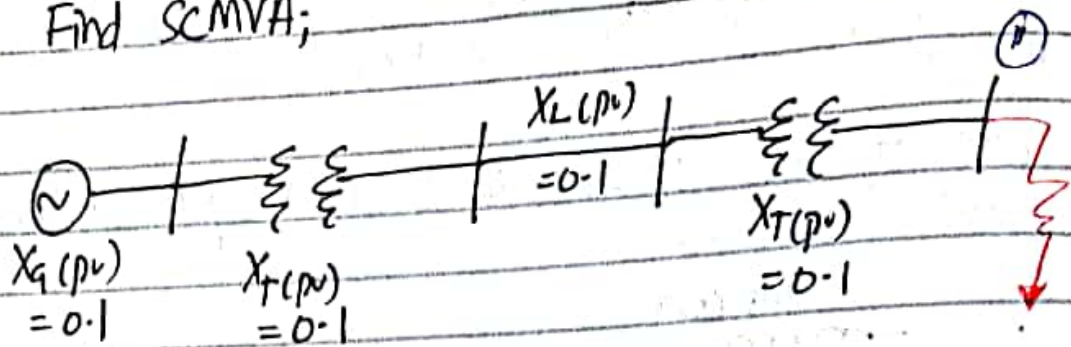 Find SCMVA;
XL(pu)
=0.1
XG(pu)
= 0.1
XT(pu)
= 0.1
XT(pu)
= 0.1